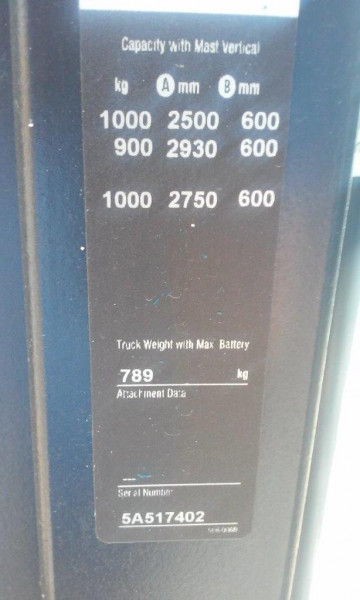 Capacity with Mast Vertical
kg A mm B mm
1000 2500 600
900 2930 600
1000 2750 600
Truck Weight with Max Battery
789 kg
Attachment Data
---
Serial Number
5A517402